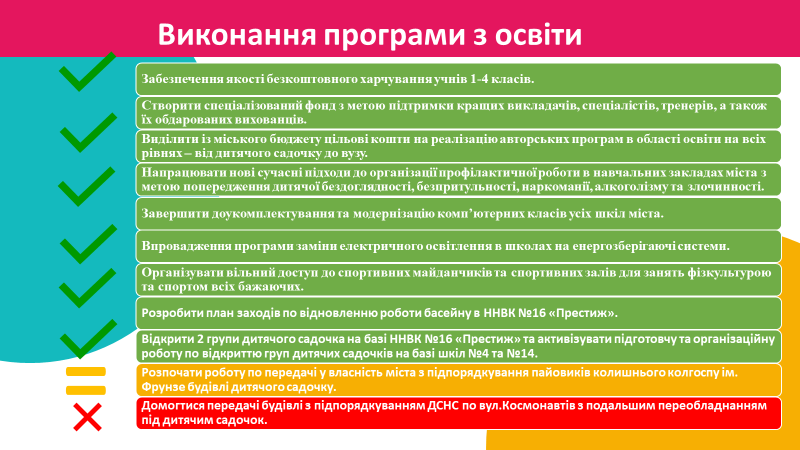 Виконання програми з освіти
Забезпечення якості безкоштовного харчування учнів 1-4 класів.
Створити спеціалізований фонд з метою підтримки кращих викладачів, спеціалістів, тренерів, а також
їх обдарованих вихованців.
Виділити із міського бюджету цільові кошти на реалізацію авторських програм в області освіти на всіх
рівнях – від дитячого садочку до вузу.
Напрацювати нові сучасні підходи до організації профілактичної роботи в навчальних закладах міста з
метою попередження дитячої бездоглядності, безпритульності, наркоманії, алкоголізму та злочинності.
Завершити доукомплектування та модернізацію комп’ютерних класів усіх шкіл міста.
Впровадження програми заміни електричного освітлення в школах на енергозберігаючі системи.
Організувати вільний доступ до спортивних майданчиків та спортивних залів для занять фізкультурою
та спортом всіх бажаючих.
Розробити план заходів по відновленню роботи басейну в ННВК №16 «Престиж».
Відкрити 2 групи дитячого садочка на базі ННВК №16 «Престиж» та активізувати підготовчу та організаційну
роботу по відкриттю груп дитячих садочків на базі шкіл №4 та №14.
Розпочати роботу по передачі у власність міста з підпорядкування пайовиків колишнього колгоспу ім.
Фрунзе будівлі дитячого садочку.
Домогтися передачі будівлі з підпорядкуванням ДСНС по вул.Космонавтів з подальшим переобладнанням
під дитячим садочок.